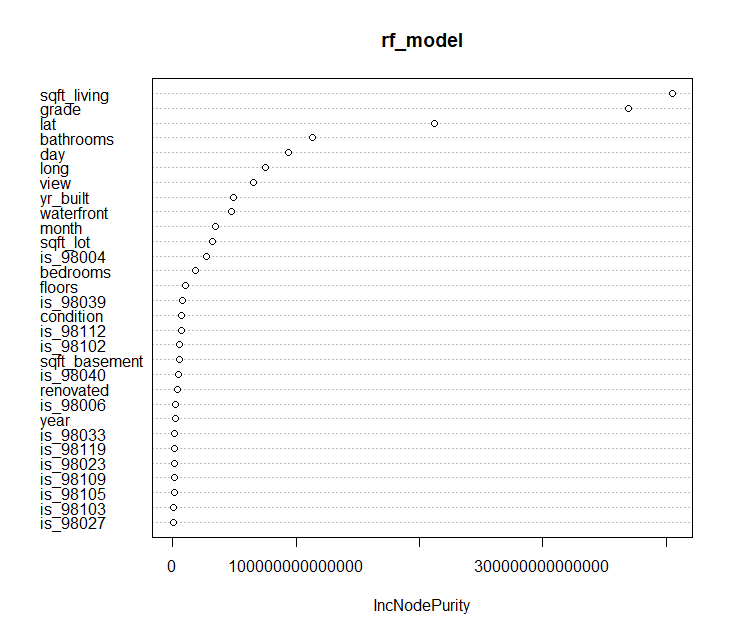 rf_model
sqft_living
grade
lat
bathrooms
day
long
view
yr_built
waterfront
month
sqft_lot
is_98004
bedrooms
floors
is_98039
condition
is_98112
is_98102
sqft_basement
is_98040
renovated
is_98006
year
is_98033
is_98119
is_98023
is_98109
is_98105
is_98103
is_98027
0 100000000000000 300000000000000
IncNodePurity